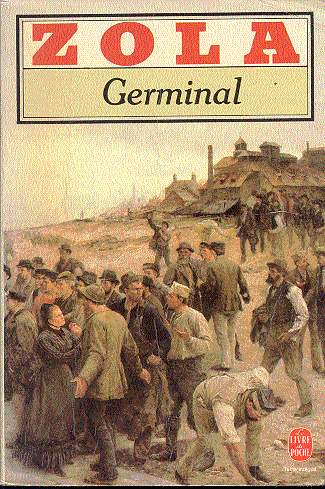 ZOLA
Germinal
LE
LIVRE
de
POCHE